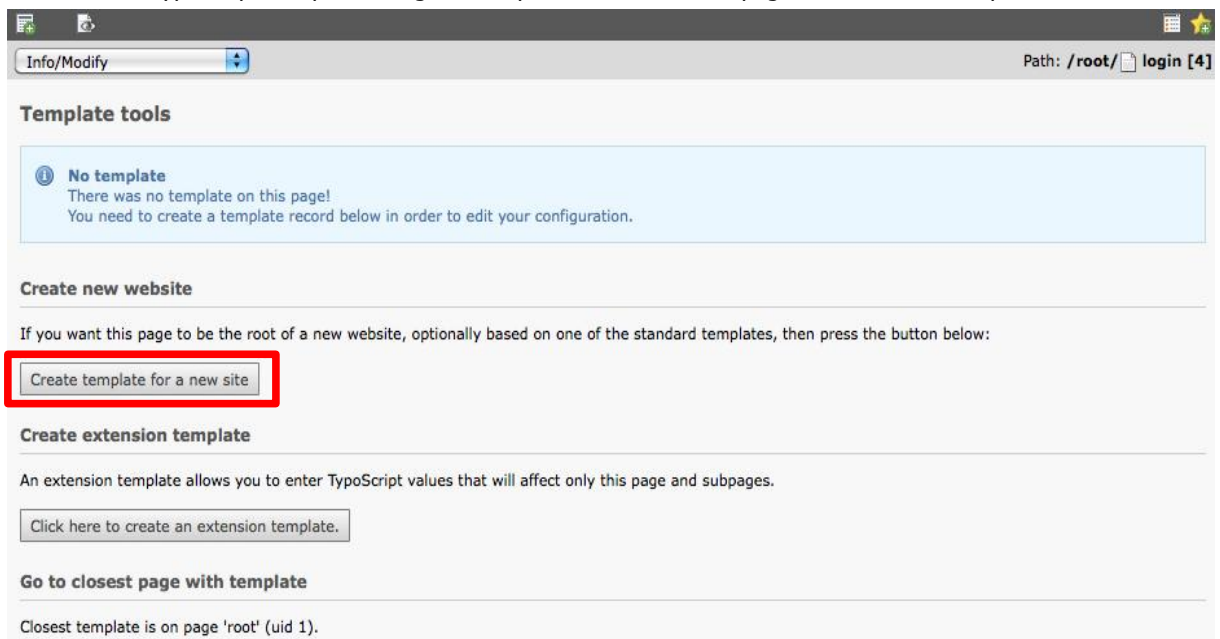 Info/Modify
Path: /root/ login [4]
Template tools
No template
There was no template on this page!
You need to create a template record below in order to edit your configuration.
Create new website
If you want this page to be the root of a new website, optionally based on one of the standard templates, then press the button below:
Create template for a new site
Create extension template
An extension template allows you to enter TypoScript values that will affect only this page and subpages.
Click here to create an extension template.
Go to closest page with template
Closest template is on page 'root' (uid 1).